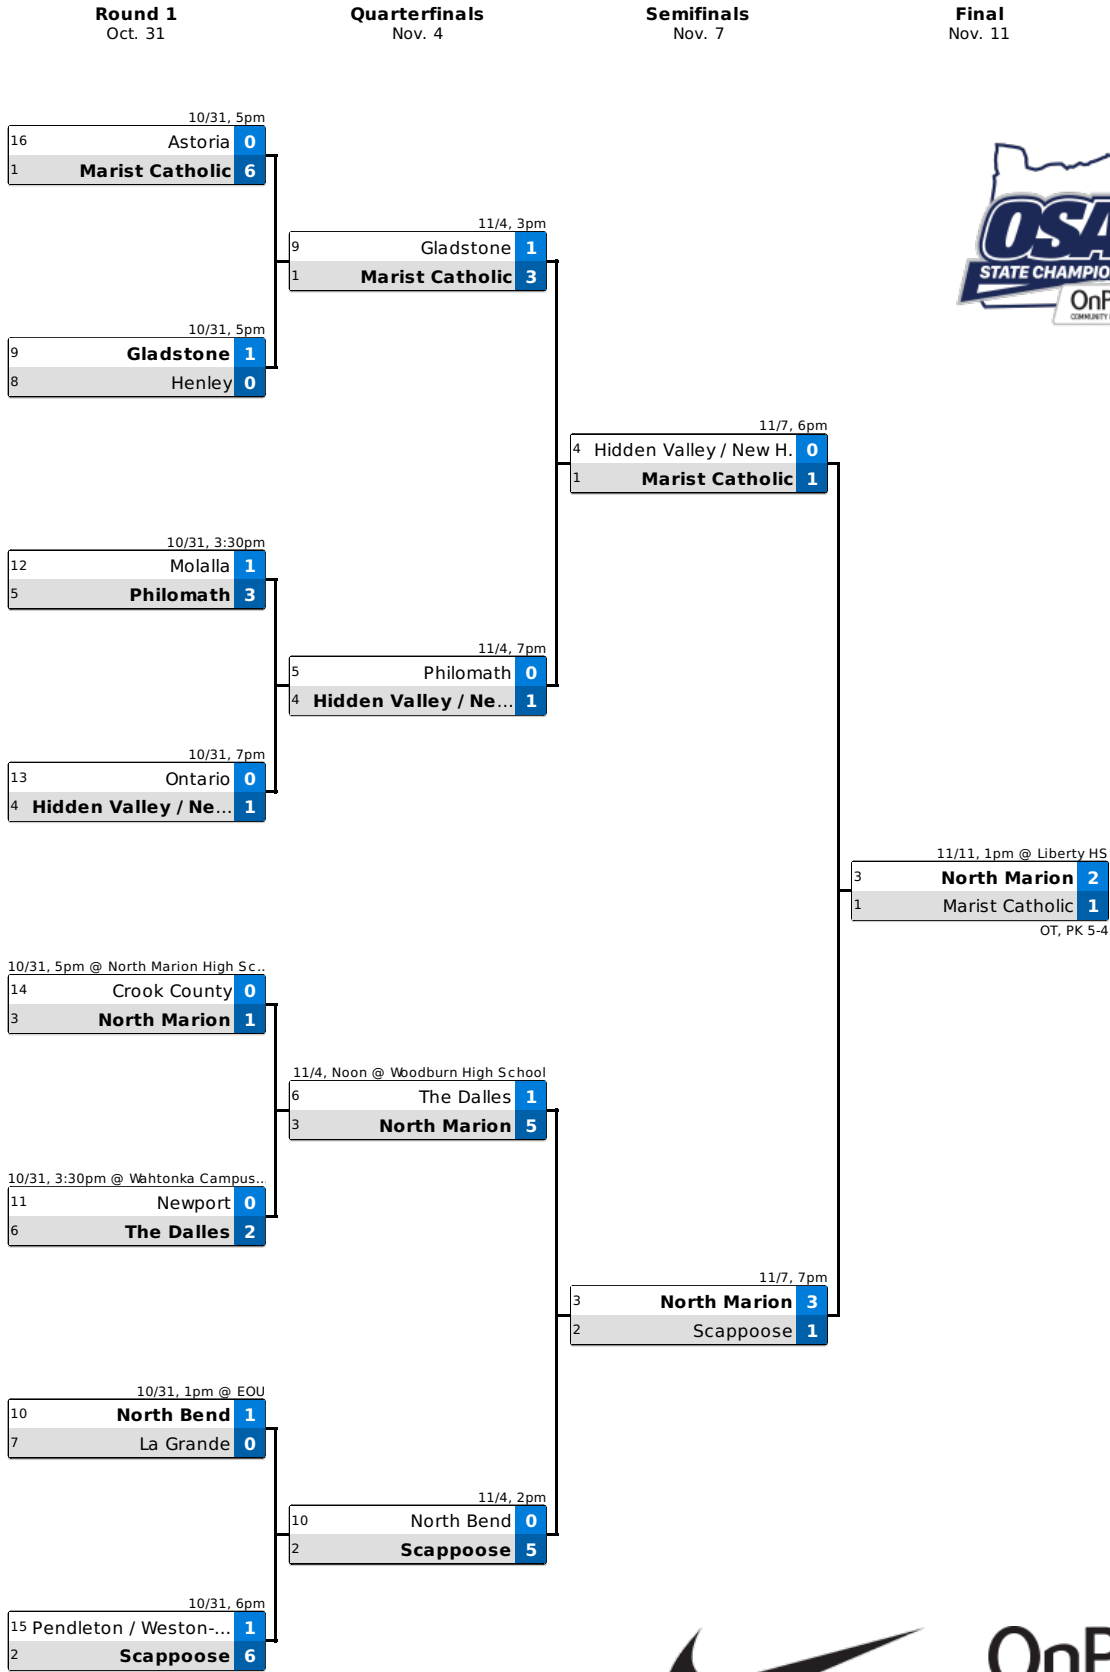 Round 1
Oct. 31
Quarterfinals
Nov. 4
Semifinals
Nov. 7
Final
Nov. 11
10/31, 5pm
16 Astoria 0
1 Marist Catholic 6
11/4, 3pm
9 Gladstone 1
1 Marist Catholic 3
10/31, 5pm
9 Gladstone 1
8 Henley 0
11/7, 6pm
4 Hidden Valley / New H. 0
1 Marist Catholic 1
10/31, 3:30pm
12 Molalla 1
5 Philomath 3
11/4, 7pm
5 Philomath 0
4 Hidden Valley / Ne... 1
10/31, 7pm
13 Ontario 0
4 Hidden Valley / Ne... 1
11/11, 1pm @ Liberty HS
3 North Marion 2
1 Marist Catholic 1
OT, PK 5-4
10/31, 5pm @ North Marion High Sc..
14 Crook County 0
3 North Marion 1
11/4, Noon @ Woodburn High School
6 The Dalles 1
3 North Marion 5
10/31, 3:30pm @ Wahtonka Campus..
11 Newport 0
6 The Dalles 2
11/7, 7pm
3 North Marion 3
2 Scappoose 1
10/31, 1pm @ EOU
10 North Bend 1
7 La Grande 0
11/4, 2pm
10 North Bend 0
2 Scappoose 5
10/31, 6pm
15 Pendleton / Weston-... 1
2 Scappoose 6
OSA
STATE CHAMPIO
OnP
COMMUNITY
OnP